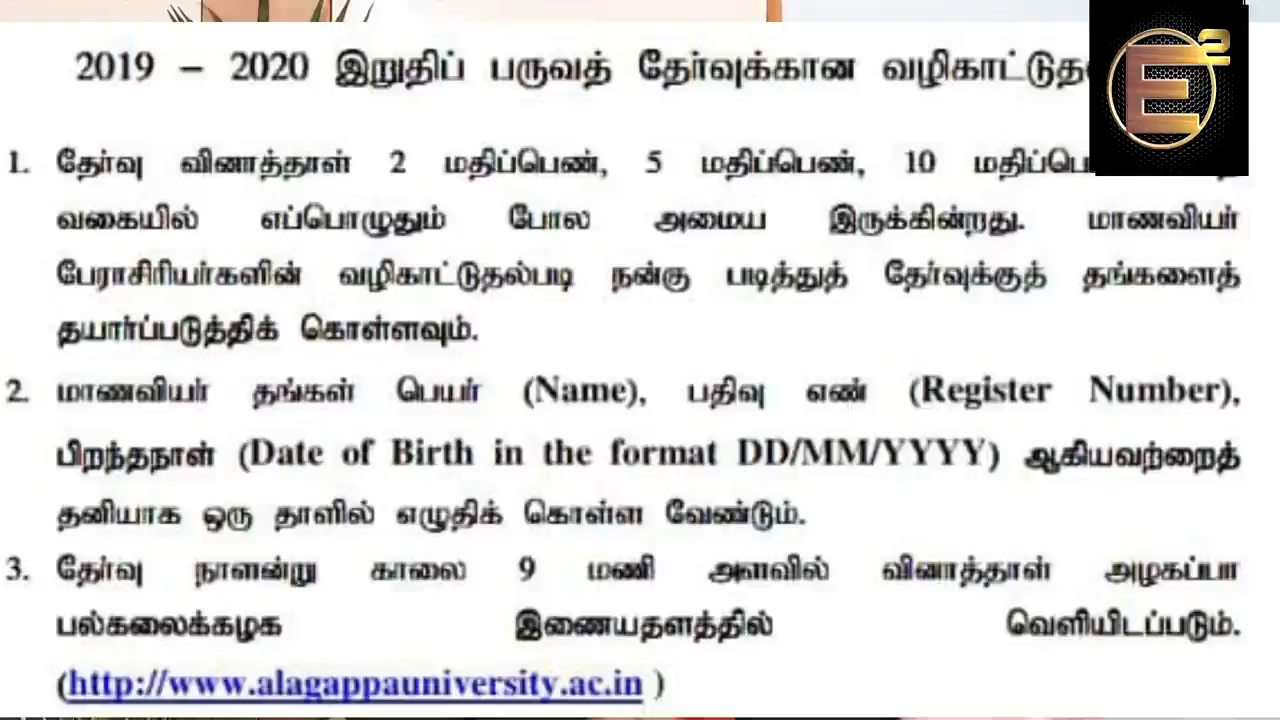 2019 – 2020 இறுதிப் பருவத் தேர்வுக்கான
E2
1. தேர்வு வினாத்தாள் 2 மதிப்பெண், 5 மதிப்பெண், 10
வகையில் எப்பொழுதும் போல அமைய இருக்கின்றது. மாணவியர்
பேராசிரியர்களின் வழிகாட்டுதல்படி நன்கு படித்துத் தேர்வுக்குத் தங்களைத்
தயார்ப்படுத்திக் கொள்ளவும்.
2. மாணவியர் தங்கள் பெயர் (Name), பதிவு எண் (Register Number),
பிறந்தநாள் (Date of Birth in the format DD/MM/YYYY) ஆகியவற்றைத்
தனியாக ஒரு தாளில் எழுதிக் கொள்ள வேண்டும்.
3. தேர்வு நாளன்று காலை 9 மணி அளவில் வினாத்தாள் அழகப்பா
பல்கலைக்கழக இணையதளத்தில் வெளியிடப்படும்.
(http://www.alagappauniversity.ac.in )